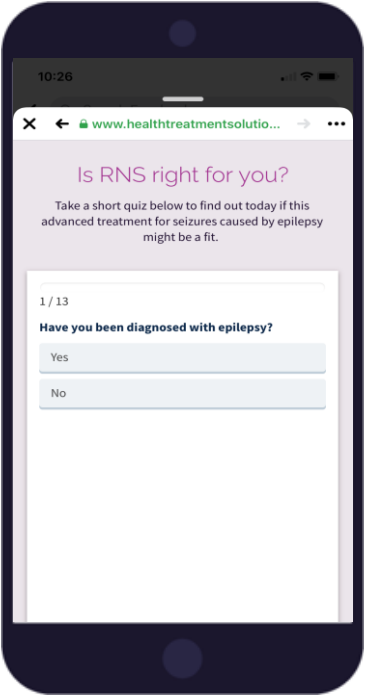 10:26
www.healthtreatmentsolutio...
Is RNS right for you?
Take a short quiz below to find out today if this
advanced treatment for seizures caused by epilepsy
might be a fit.
1 / 13
Have you been diagnosed with epilepsy?
Yes
No